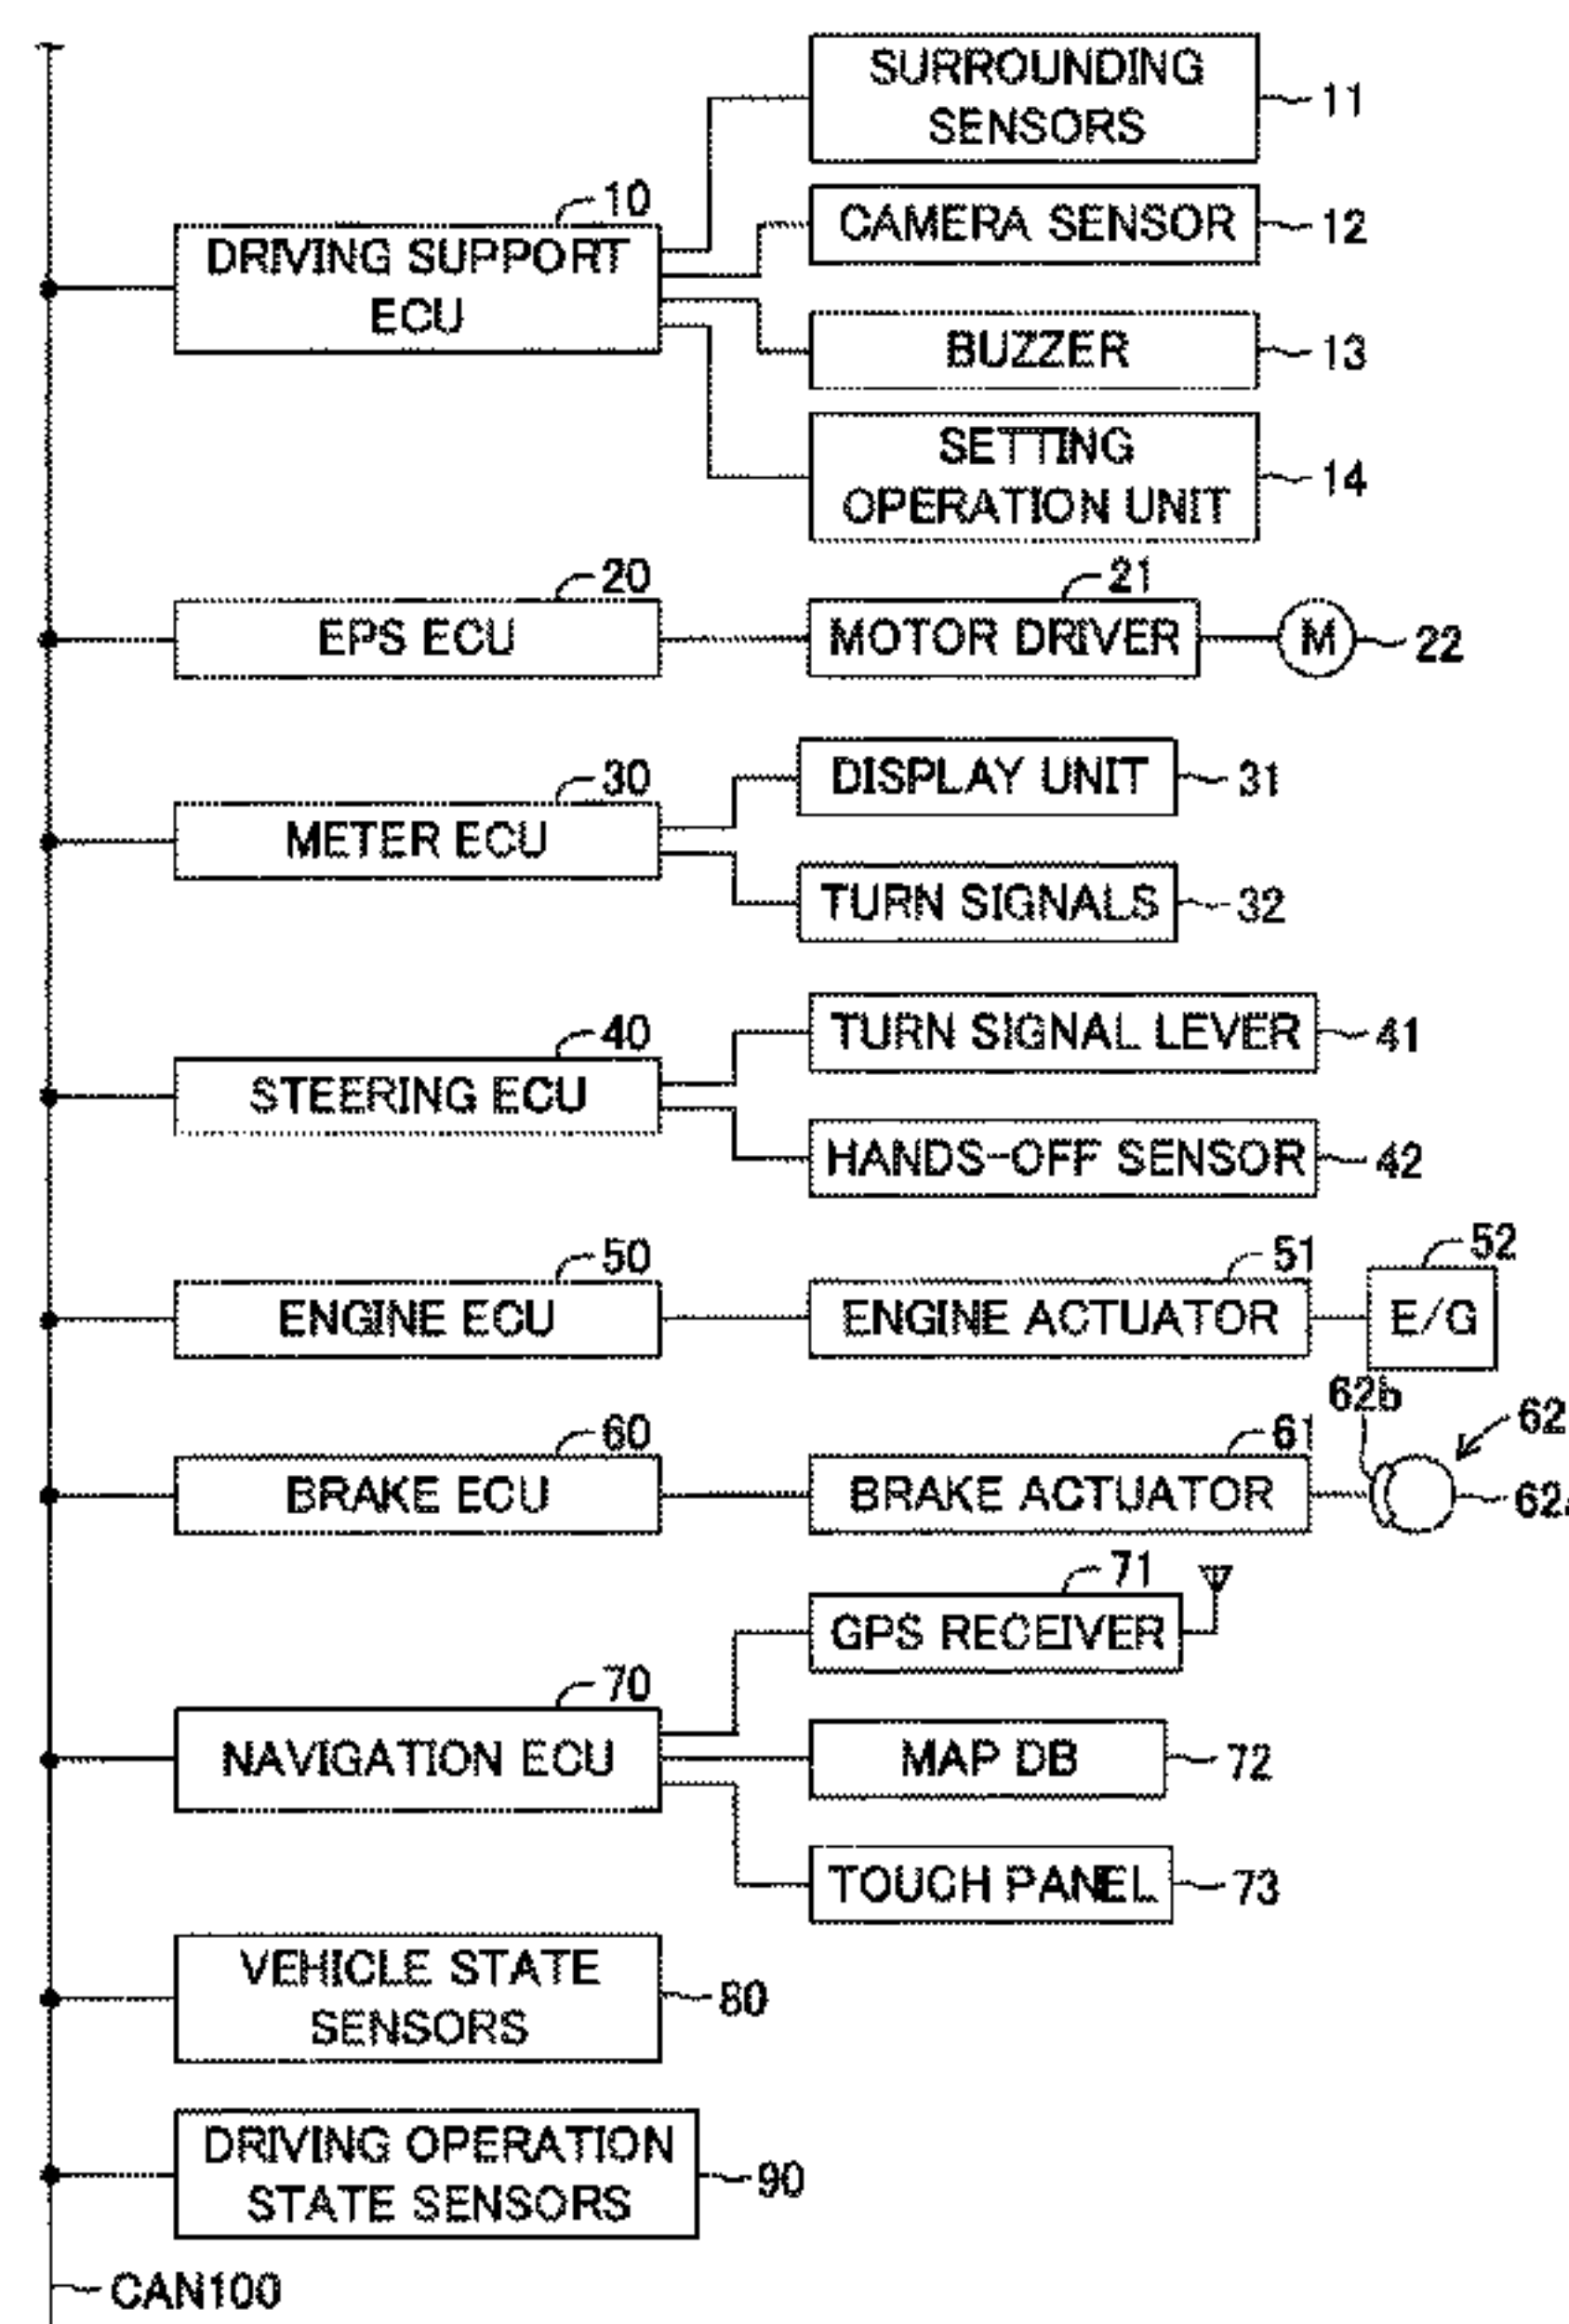 SURROUNDING
SENSORS
11
10
DRIVING SUPPORT
ECU
CAMERA SENSOR
12
BUZZER
13
SETTING
OPERATION UNIT
14
20
EPS ECU
21
MOTOR DRIVER
M
22
30
METER ECU
DISPLAY UNIT
31
TURN SIGNALS
32
40
STEERING ECU
TURN SIGNAL LEVER
41
HANDS-OFF SENSOR
42
50
ENGINE ECU
51
ENGINE ACTUATOR
52
E/G
60
BRAKE ECU
61
BRAKE ACTUATOR
62b
62
70
NAVIGATION ECU
71
GPS RECEIVER
MAP DB
72
TOUCH PANEL
73
VEHICLE STATE
SENSORS
80
DRIVING OPERATION
STATE SENSORS
90
CAN100